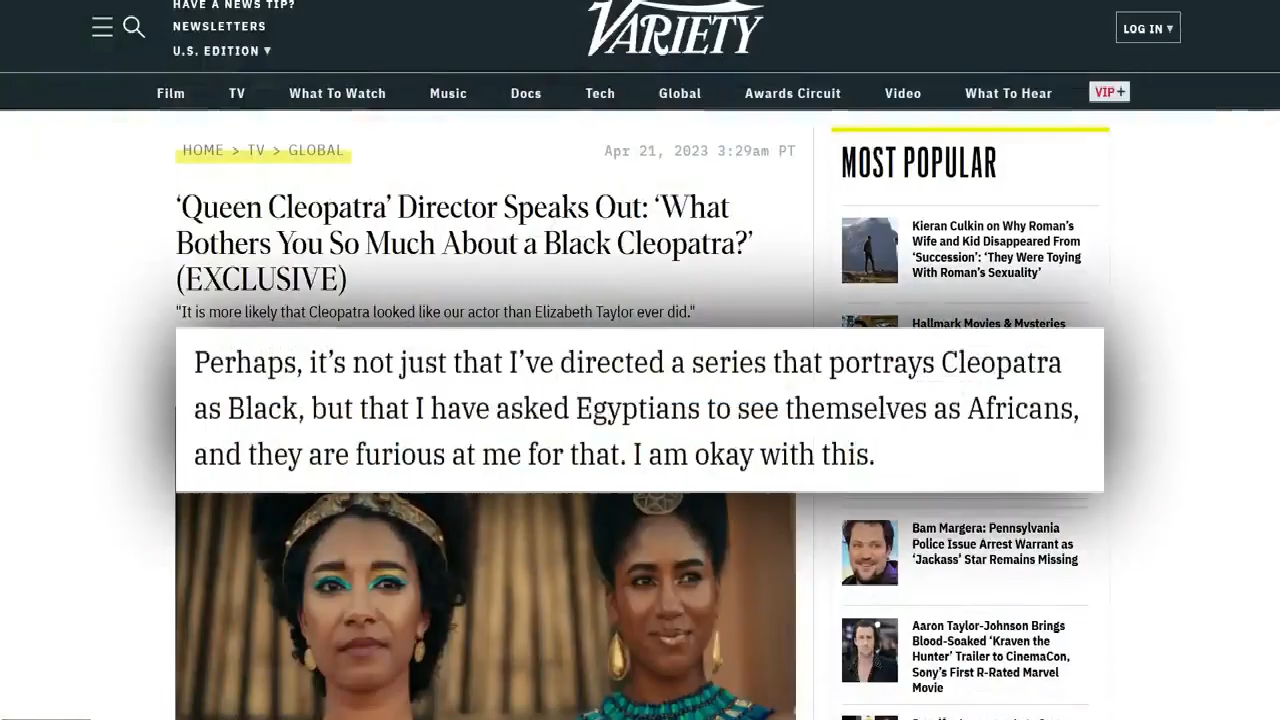 HAVE A NEWS TIP?
NEWSLETTERS
U.S. EDITION ▾
VARIETY
LOG IN ▾
Film TV What To Watch Music Docs Tech Global Awards Circuit Video What To Hear VIP+
HOME > TV > GLOBAL
Apr 21, 2023 3:29am PT
‘Queen Cleopatra’ Director Speaks Out: ‘What
Bothers You So Much About a Black Cleopatra?’
(EXCLUSIVE)
"It is more likely that Cleopatra looked like our actor than Elizabeth Taylor ever did."
Perhaps, it’s not just that I’ve directed a series that portrays Cleopatra
as Black, but that I have asked Egyptians to see themselves as Africans,
and they are furious at me for that. I am okay with this.
MOST POPULAR
Kieran Culkin on Why Roman’s
Wife and Kid Disappeared From
‘Succession’: ‘They Were Toying
With Roman’s Sexuality’
Hallmark Movies & Mysteries
Bam Margera: Pennsylvania
Police Issue Arrest Warrant as
‘Jackass’ Star Remains Missing
Aaron Taylor-Johnson Brings
Blood-Soaked ‘Kraven the
Hunter’ Trailer to CinemaCon,
Sony’s First R-Rated Marvel
Movie